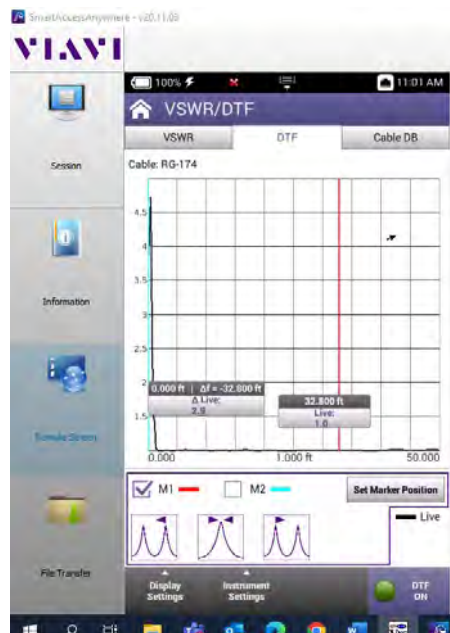 SmartAccessAnywhere - v20.11.03
VIAVI
100%
11:01 AM
VSWR/DTF
VSWR
DTF
Cable DB
Session
Cable: RG-174
4.5
4
3.5
Information
3
2.5
2
0.000 ft | Δf = -32.800 ft
Δ Live:
2.9
32.800 ft
Live:
1.0
1.5
Remote Screen
0.000
1.000 ft
50.000
M1
M2
Set Marker Position
Live
File Transfer
Display
Settings
Instrument
Settings
DTF
ON